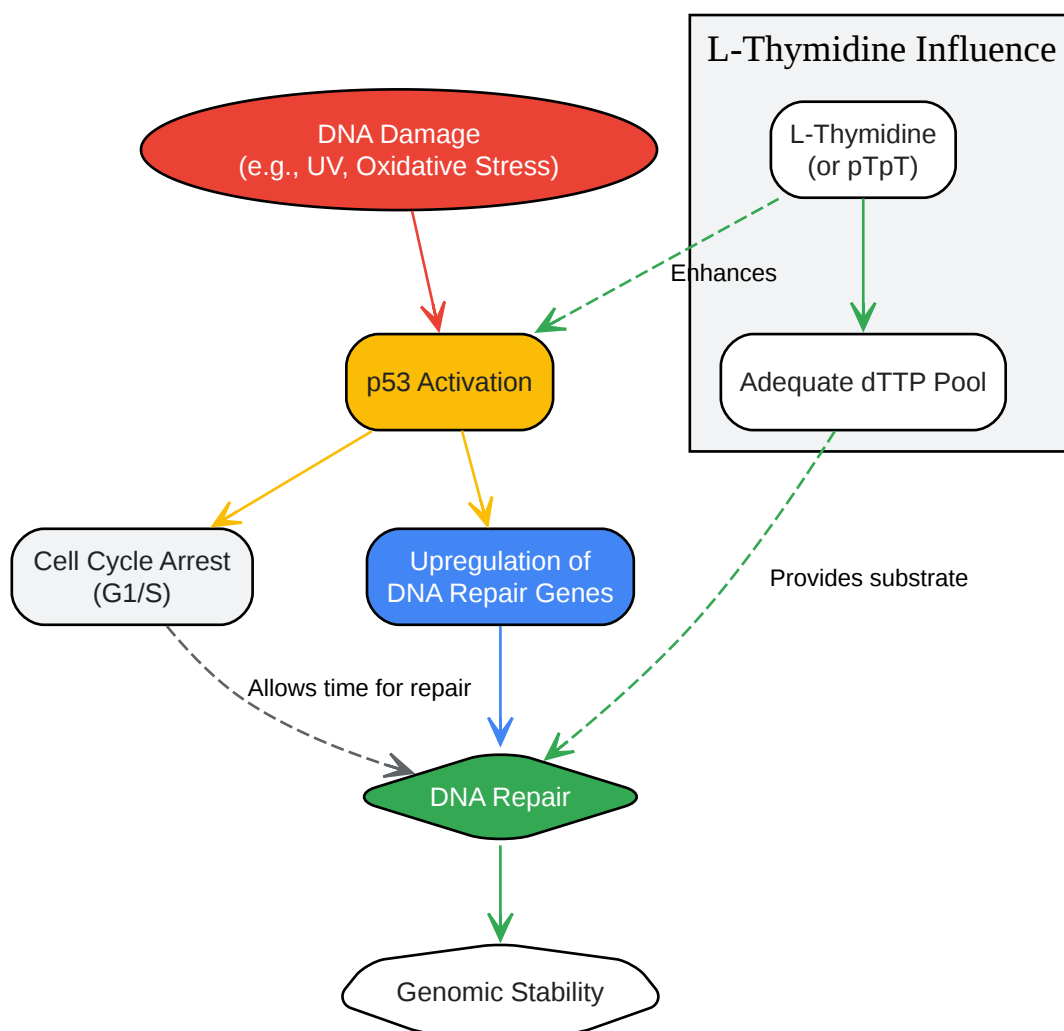 L-Thymidine Influence
DNA Damage
(e.g., UV, Oxidative Stress)
L-Thymidine
(or pTpT)
Enhances
p53 Activation
Adequate dTTP Pool
Cell Cycle Arrest
(G1/S)
Upregulation of
DNA Repair Genes
Provides substrate
Allows time for repair
DNA Repair
Genomic Stability